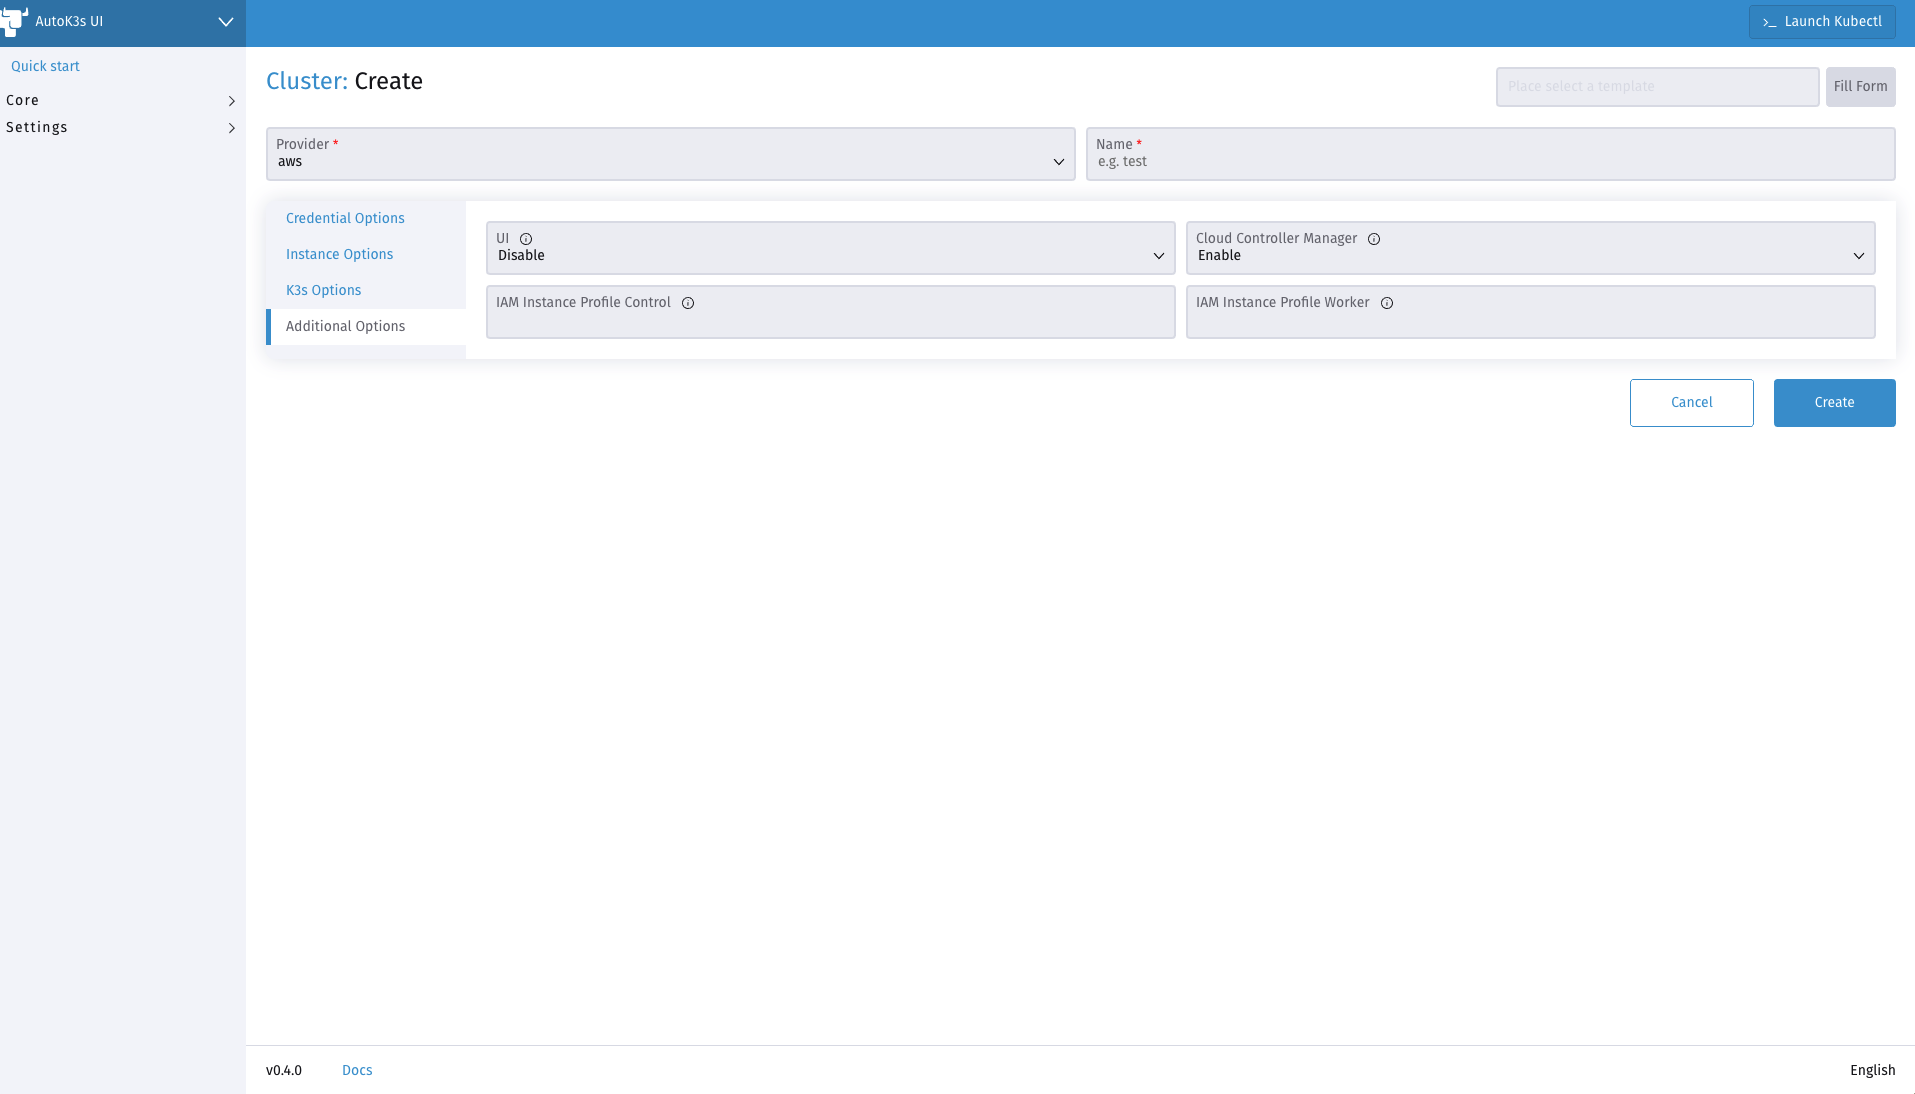 AutoK3s UI
>_ Launch Kubectl
Quick start
Core
Settings
Cluster: Create
Place select a template
Fill Form
Provider *
aws
Name *
e.g. test
Credential Options
Instance Options
K3s Options
Additional Options
UI
Disable
Cloud Controller Manager
Enable
IAM Instance Profile Control
IAM Instance Profile Worker
Cancel
Create
v0.4.0
Docs
English